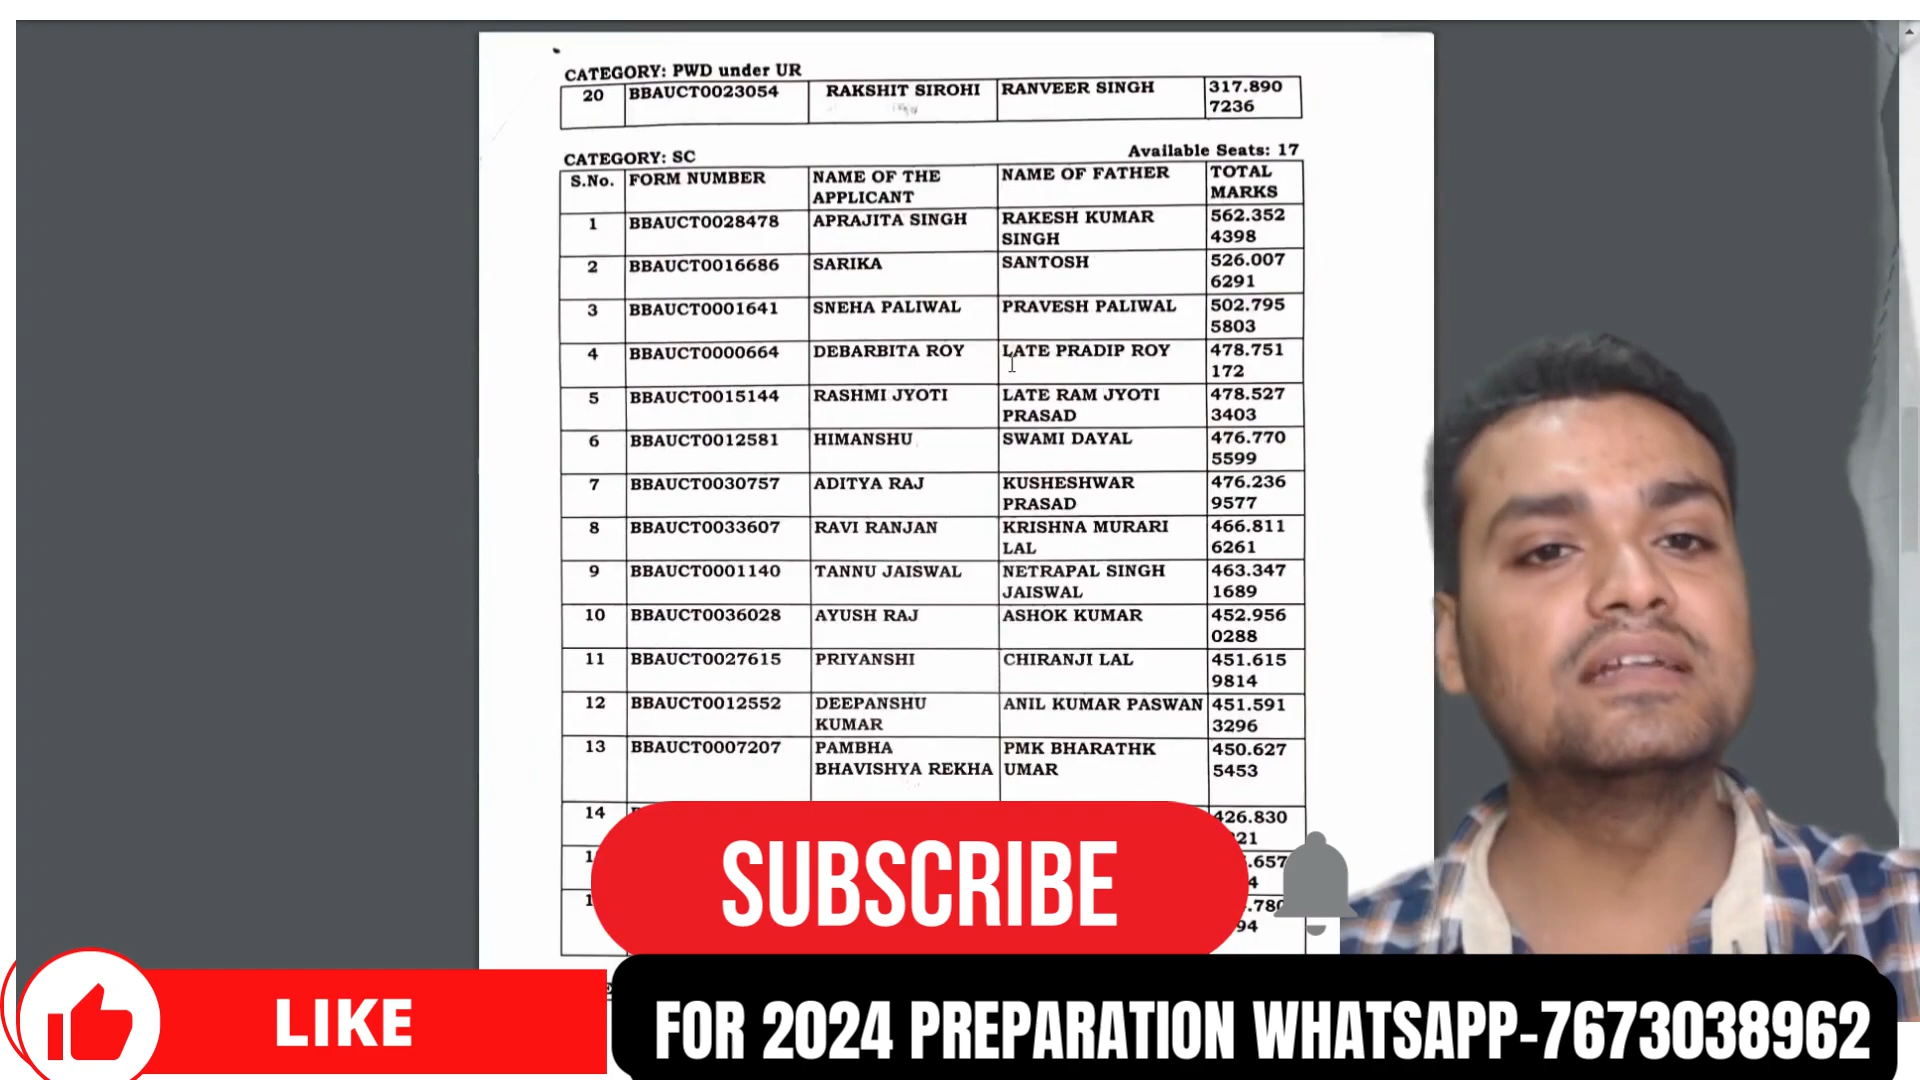 CATEGORY: PWD under UR
20 BBAUCT0023054 RAKSHIT SIROHI RANVEER SINGH 317.890
7236
CATEGORY: SC Available Seats: 17
S.No. FORM NUMBER NAME OF THE NAME OF FATHER TOTAL
APPLICANT MARKS
1 BBAUCT0028478 APRAJITA SINGH RAKESH KUMAR 562.352
SINGH 4398
2 BBAUCT0016686 SARIKA SANTOSH 526.007
6291
3 BBAUCT0001641 SNEHA PALIWAL PRAVESH PALIWAL 502.795
5803
4 BBAUCT0000664 DEBARBITA ROY LATE PRADIP ROY 478.751
172
5 BBAUCT0015144 RASHMI JYOTI LATE RAM JYOTI 478.527
PRASAD 3403
6 BBAUCT0012581 HIMANSHU SWAMI DAYAL 476.770
5599
7 BBAUCT0030757 ADITYA RAJ KUSHESHWAR 476.236
PRASAD 9577
8 BBAUCT0033607 RAVI RANJAN KRISHNA MURARI 466.811
LAL 6261
9 BBAUCT0001140 TANNU JAISWAL NETRAPAL SINGH 463.347
JAISWAL 1689
10 BBAUCT0036028 AYUSH RAJ ASHOK KUMAR 452.956
0288
11 BBAUCT0027615 PRIYANSHI CHIRANJI LAL 451.615
9814
12 BBAUCT0012552 DEEPANSHU ANIL KUMAR PASWAN 451.591
KUMAR 3296
13 BBAUCT0007207 PAMBHA PMK BHARATHK 450.627
BHAVISHYA REKHA UMAR 5453
14 426.830
21
.657
4
.780
94
SUBSCRIBE
LIKE
FOR 2024 PREPARATION WHATSAPP-7673038962